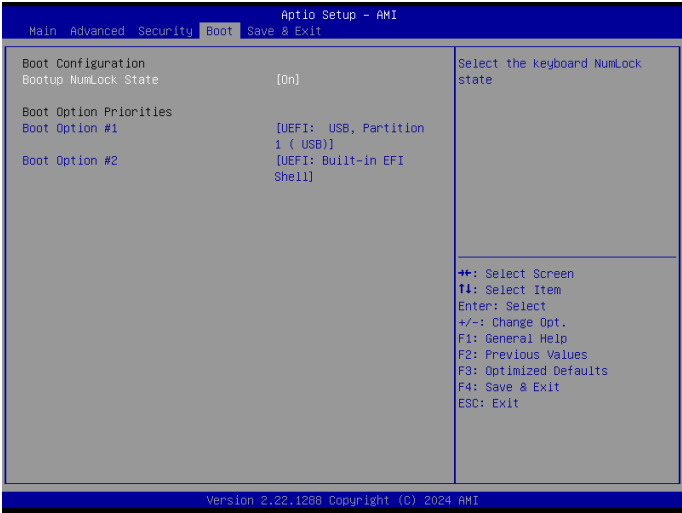 Aptio Setup – AMI
Main Advanced Security Boot Save & Exit
Boot Configuration
Bootup NumLock State [On]
Boot Option Priorities
Boot Option #1 [UEFI: USB, Partition
1 ( USB)]
Boot Option #2 [UEFI: Built-in EFI
Shell]
Select the keyboard NumLock
state
→←: Select Screen
↑↓: Select Item
Enter: Select
+/-: Change Opt.
F1: General Help
F2: Previous Values
F3: Optimized Defaults
F4: Save & Exit
ESC: Exit
Version 2.22.1288 Copyright (C) 2024 AMI